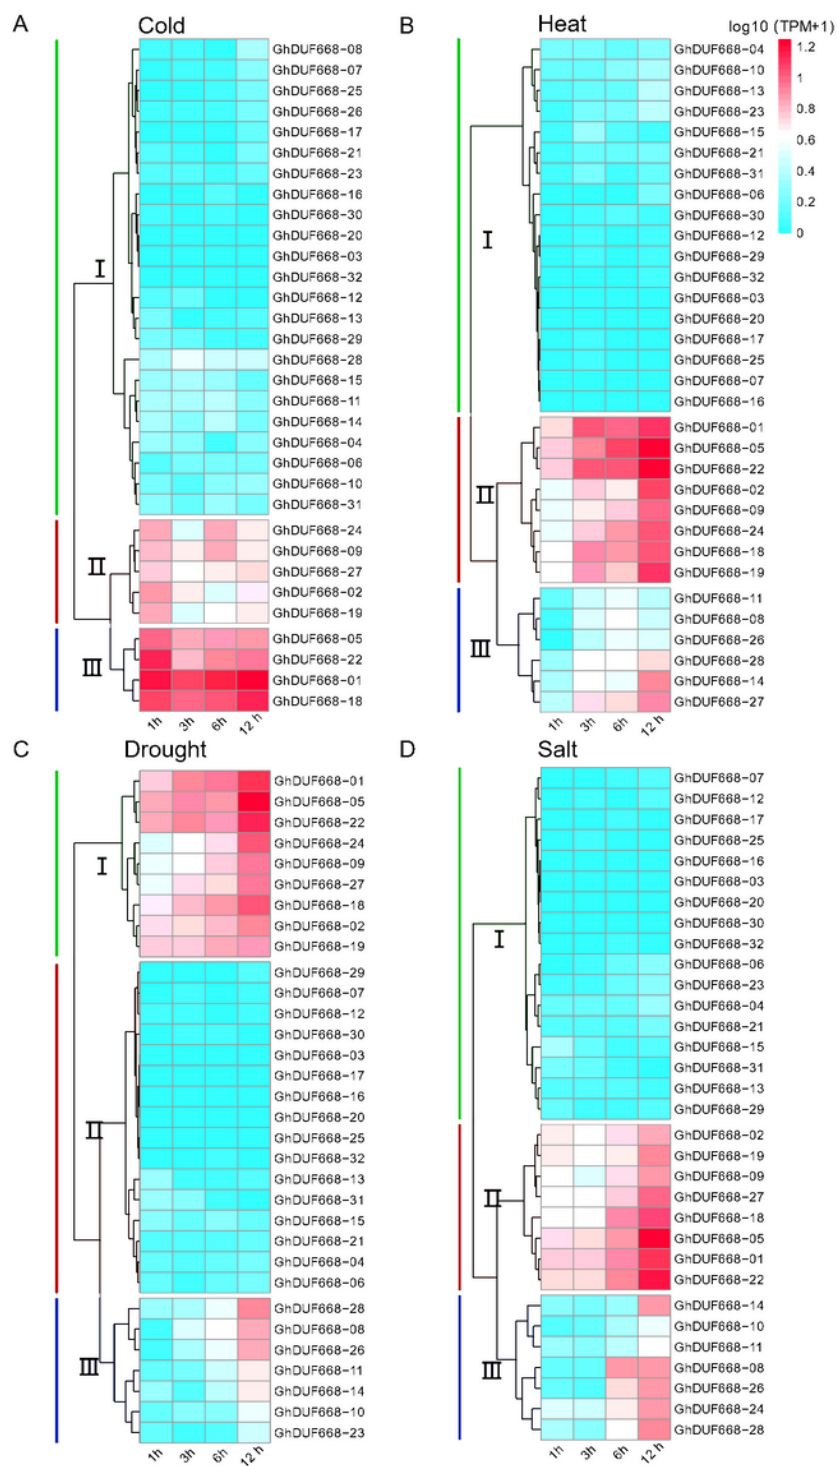 A
Cold
GhDUF668-08
GhDUF668-07
GhDUF668-25
GhDUF668-26
GhDUF668-17
GhDUF668-21
GhDUF668-23
GhDUF668-16
GhDUF668-30
GhDUF668-20
GhDUF668-03
GhDUF668-32
GhDUF668-12
GhDUF668-13
GhDUF668-29
GhDUF668-28
GhDUF668-15
GhDUF668-11
GhDUF668-14
GhDUF668-04
GhDUF668-06
GhDUF668-10
GhDUF668-31
GhDUF668-24
GhDUF668-09
GhDUF668-27
GhDUF668-02
GhDUF668-19
GhDUF668-05
GhDUF668-22
GhDUF668-01
GhDUF668-18
I
II
III
1h 3h 6h 12 h
B
Heat
log10 (TPM+1)
1.2
1
0.8
0.6
0.4
0.2
0
GhDUF668-04
GhDUF668-10
GhDUF668-13
GhDUF668-23
GhDUF668-15
GhDUF668-21
GhDUF668-31
GhDUF668-06
GhDUF668-30
GhDUF668-12
GhDUF668-29
GhDUF668-32
GhDUF668-03
GhDUF668-20
GhDUF668-17
GhDUF668-25
GhDUF668-07
GhDUF668-16
GhDUF668-01
GhDUF668-05
GhDUF668-22
GhDUF668-02
GhDUF668-09
GhDUF668-24
GhDUF668-18
GhDUF668-19
GhDUF668-11
GhDUF668-08
GhDUF668-26
GhDUF668-28
GhDUF668-14
GhDUF668-27
I
II
III
1h 3h 6h 12 h
C
Drought
GhDUF668-01
GhDUF668-05
GhDUF668-22
GhDUF668-24
GhDUF668-09
GhDUF668-27
GhDUF668-18
GhDUF668-02
GhDUF668-19
GhDUF668-29
GhDUF668-07
GhDUF668-12
GhDUF668-30
GhDUF668-03
GhDUF668-17
GhDUF668-16
GhDUF668-20
GhDUF668-25
GhDUF668-32
GhDUF668-13
GhDUF668-31
GhDUF668-15
GhDUF668-21
GhDUF668-04
GhDUF668-06
GhDUF668-28
GhDUF668-08
GhDUF668-26
GhDUF668-11
GhDUF668-14
GhDUF668-10
GhDUF668-23
I
II
III
1h 3h 6h 12 h
D
Salt
GhDUF668-07
GhDUF668-12
GhDUF668-17
GhDUF668-25
GhDUF668-16
GhDUF668-03
GhDUF668-20
GhDUF668-30
GhDUF668-32
GhDUF668-06
GhDUF668-23
GhDUF668-04
GhDUF668-21
GhDUF668-15
GhDUF668-31
GhDUF668-13
GhDUF668-29
GhDUF668-02
GhDUF668-19
GhDUF668-09
GhDUF668-27
GhDUF668-18
GhDUF668-05
GhDUF668-01
GhDUF668-22
GhDUF668-14
GhDUF668-10
GhDUF668-11
GhDUF668-08
GhDUF668-26
GhDUF668-24
GhDUF668-28
I
II
III
1h 3h 6h 12 h